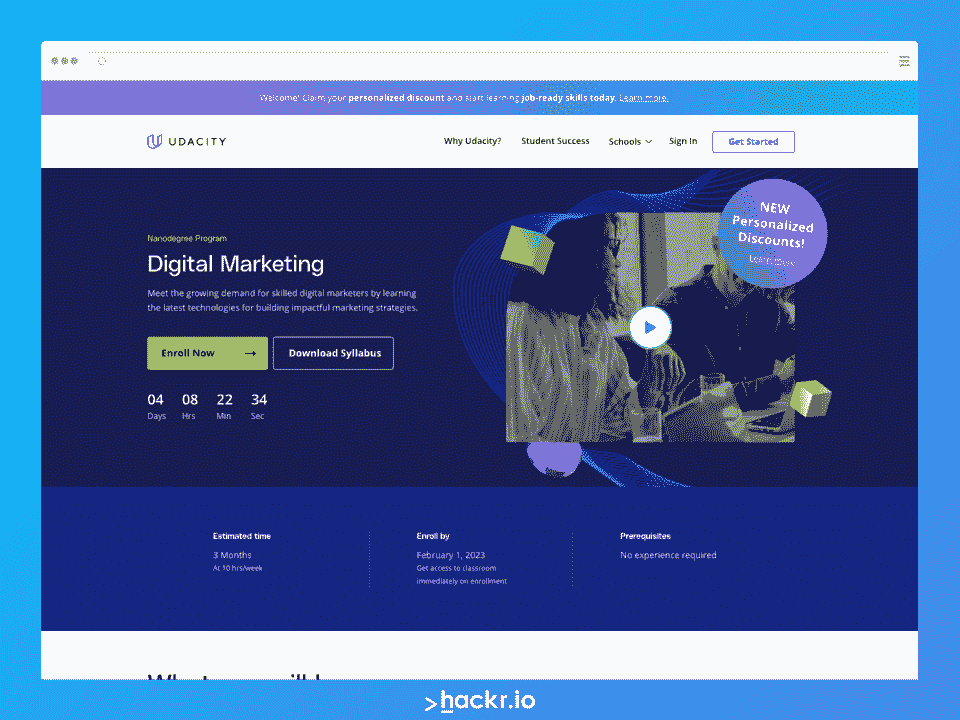 Welcome! Claim your personalized discount and start learning job-ready skills today. Learn more.
UDACITY
Why Udacity? Student Success Schools Sign In Get Started
NEW
Personalized
Discounts!
Learn more
Nanodegree Program
Digital Marketing
Meet the growing demand for skilled digital marketers by learning
the latest technologies for building impactful marketing strategies.
Enroll Now → Download Syllabus
04 08 22 34
Days Hrs Min Sec
Estimated time
3 Months
At 10 hrs/week
Enroll by
February 1, 2023
Get access to classroom
immediately on enrollment
Prerequisites
No experience required
>hackr.io